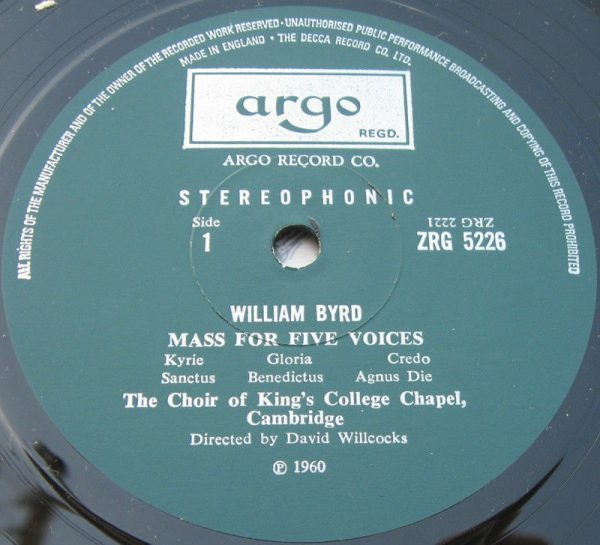 ALL RIGHTS OF THE MANUFACTURER AND OF THE OWNER OF THE RECORDED WORK RESERVED · UNAUTHORISED PUBLIC PERFORMANCE BROADCASTING AND COPYING OF THIS RECORD PROHIBITED
MADE IN ENGLAND · THE DECCA RECORD CO. LTD.
argo
REGD.
ARGO RECORD CO.
STEREOPHONIC
Side
1
ZRG 2221
ZRG 5226
WILLIAM BYRD
MASS FOR FIVE VOICES
Kyrie Gloria Credo
Sanctus Benedictus Agnus Die
The Choir of King's College Chapel,
Cambridge
Directed by David Willcocks
℗ 1960